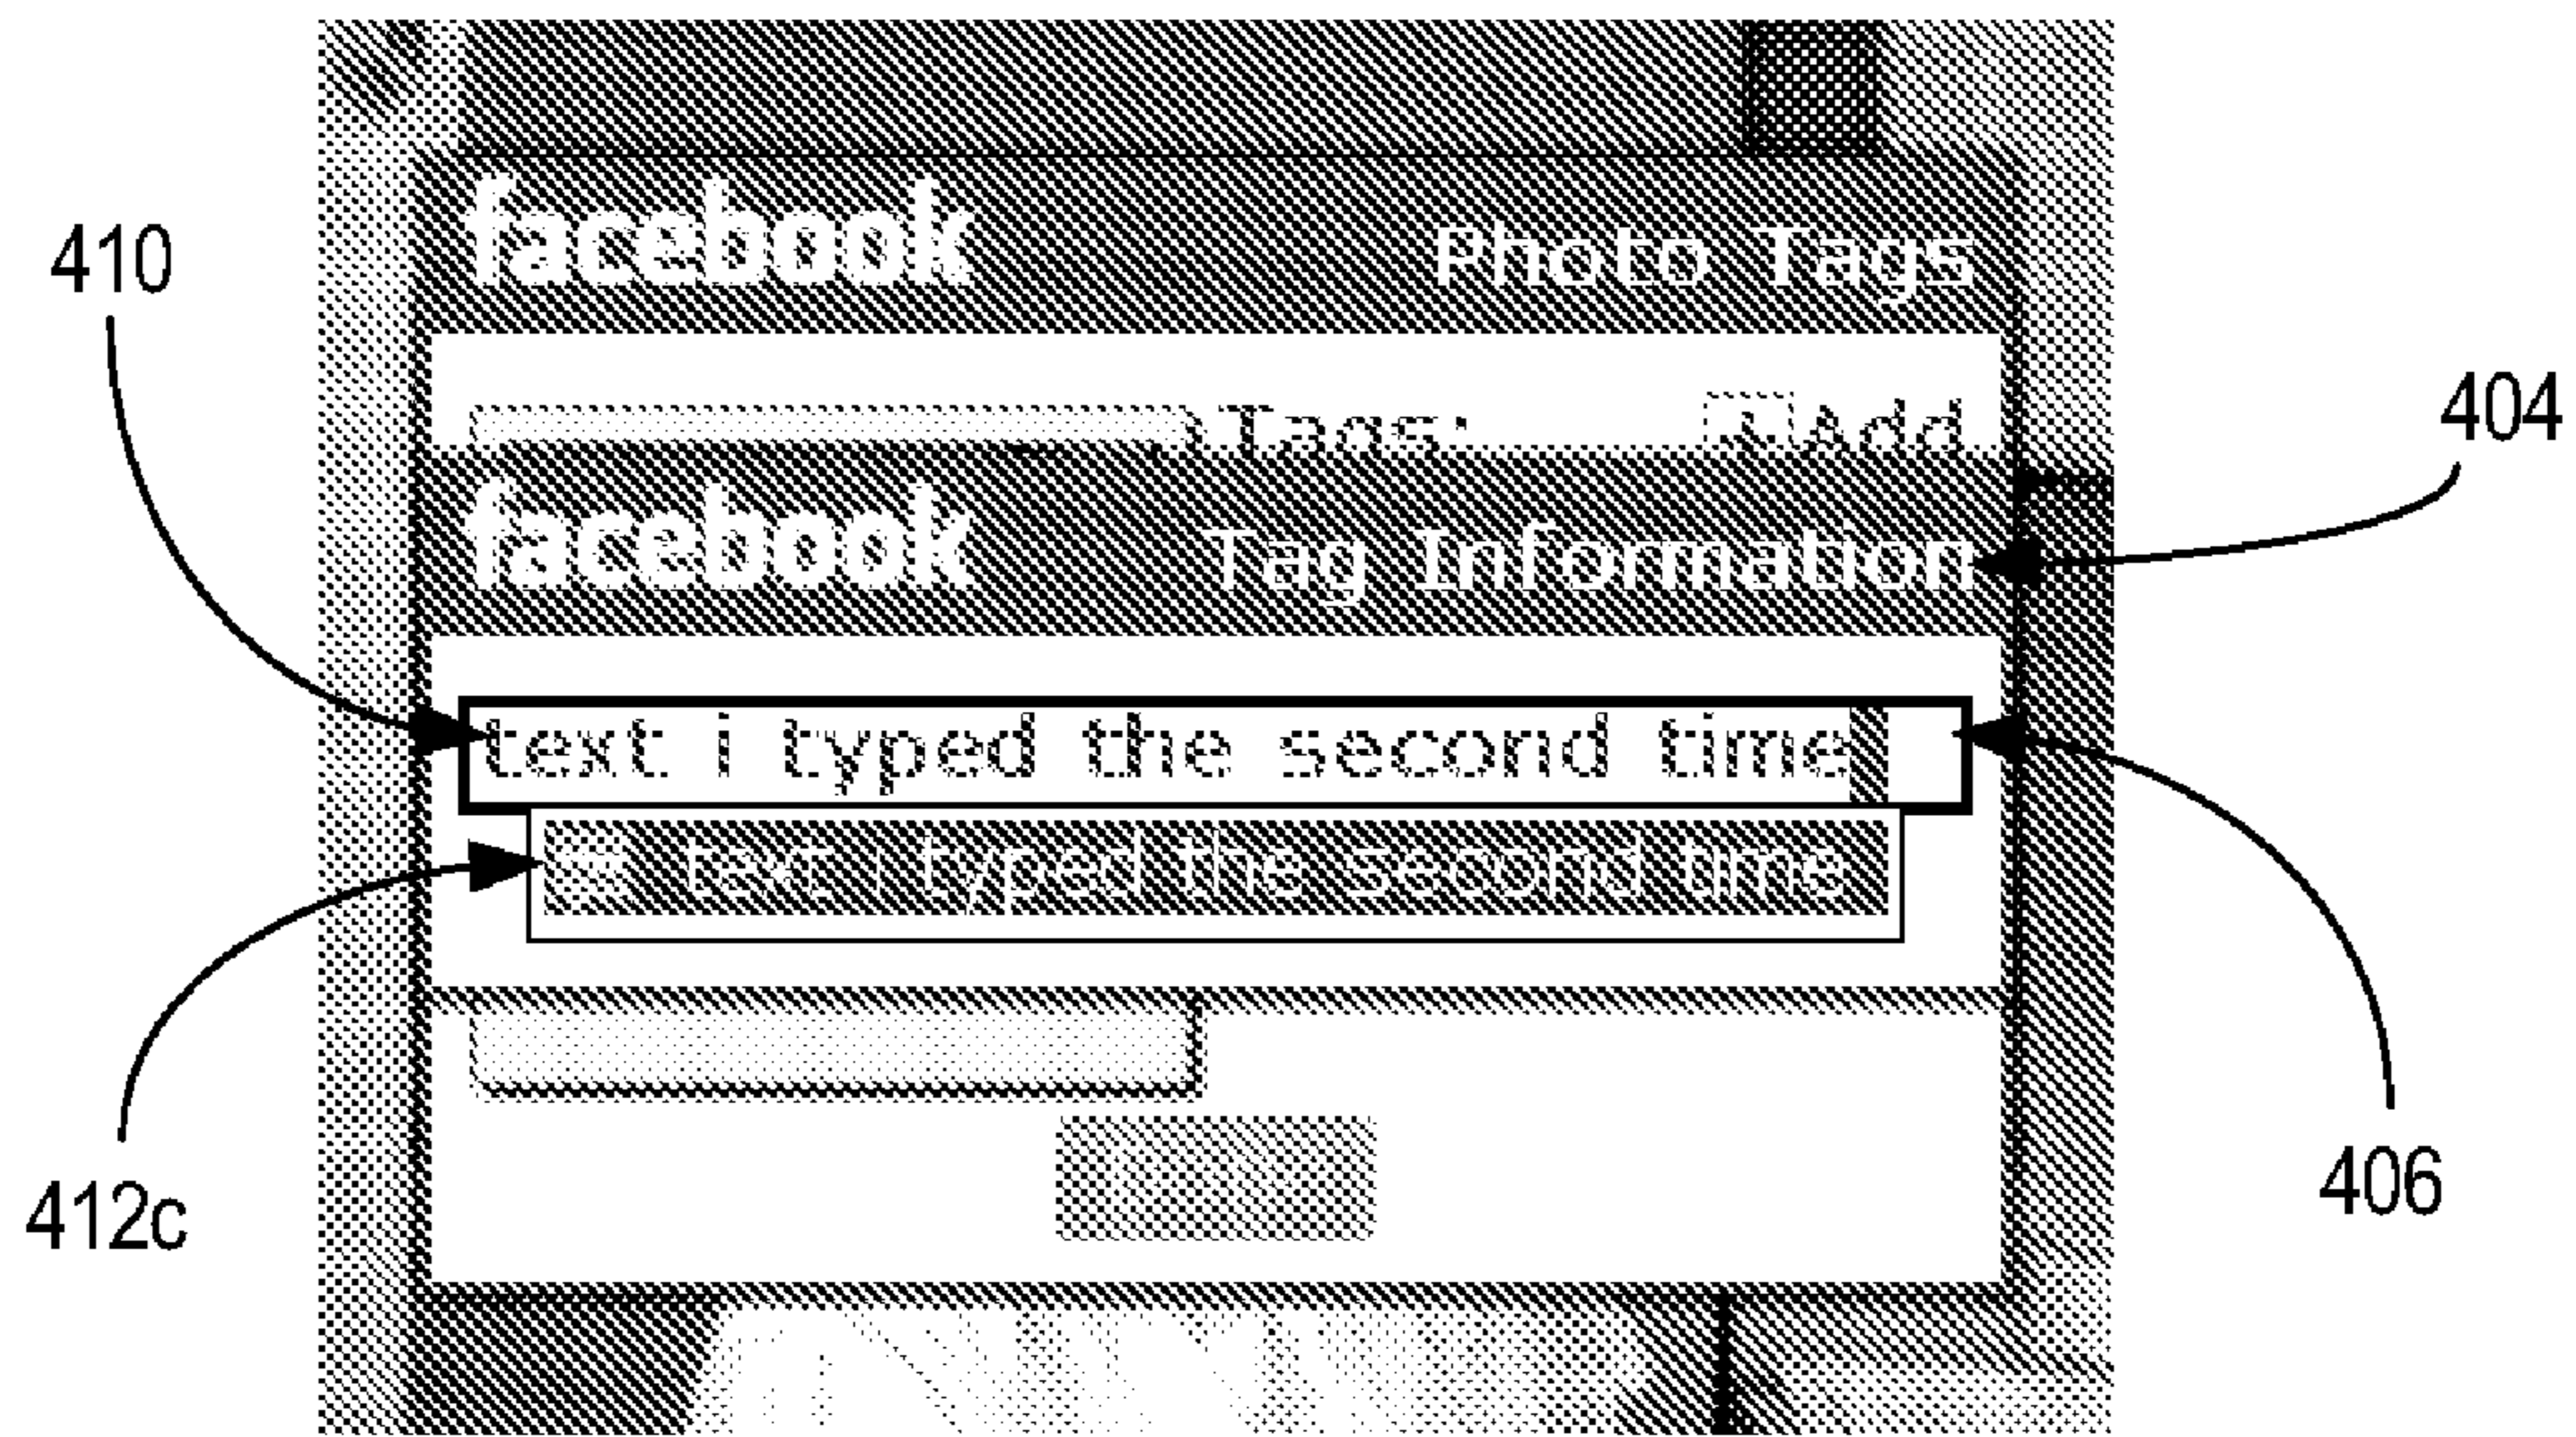 facebook Photo Tags
410
Tags: Add
404
facebook Tag Information
text i typed the second time
text i typed the second time
412c
406